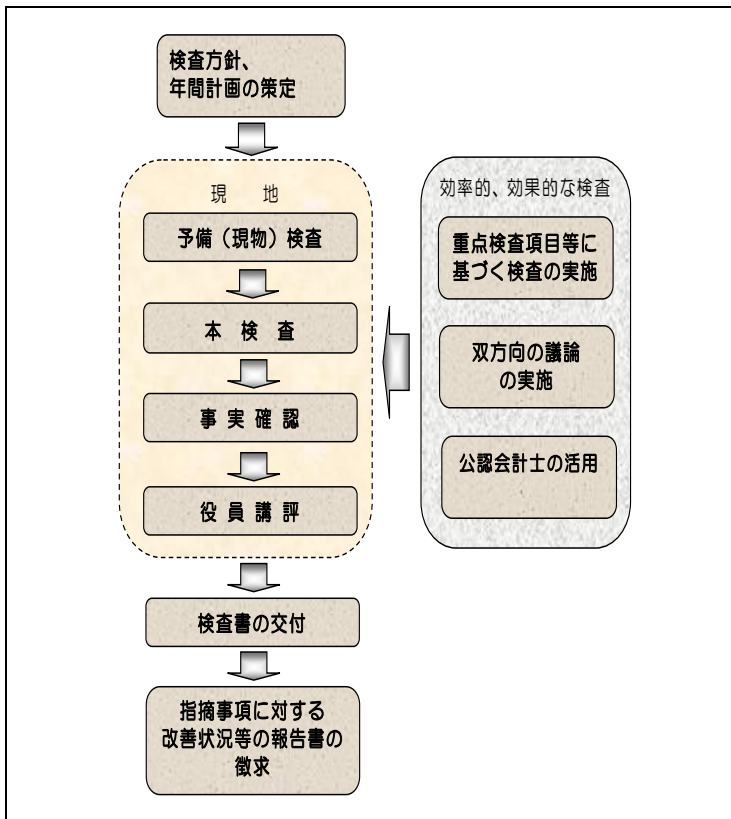 検査方針、
年間計画の策定
現　地
予備（現物）検査
本 検 査
事 実 確 認
役 員 講 評
検査書の交付
指摘事項に対する
改善状況等の報告書の
徴求
効率的、効果的な検査
重点検査項目等に
基づく検査の実施
双方向の議論
の実施
公認会計士の活用